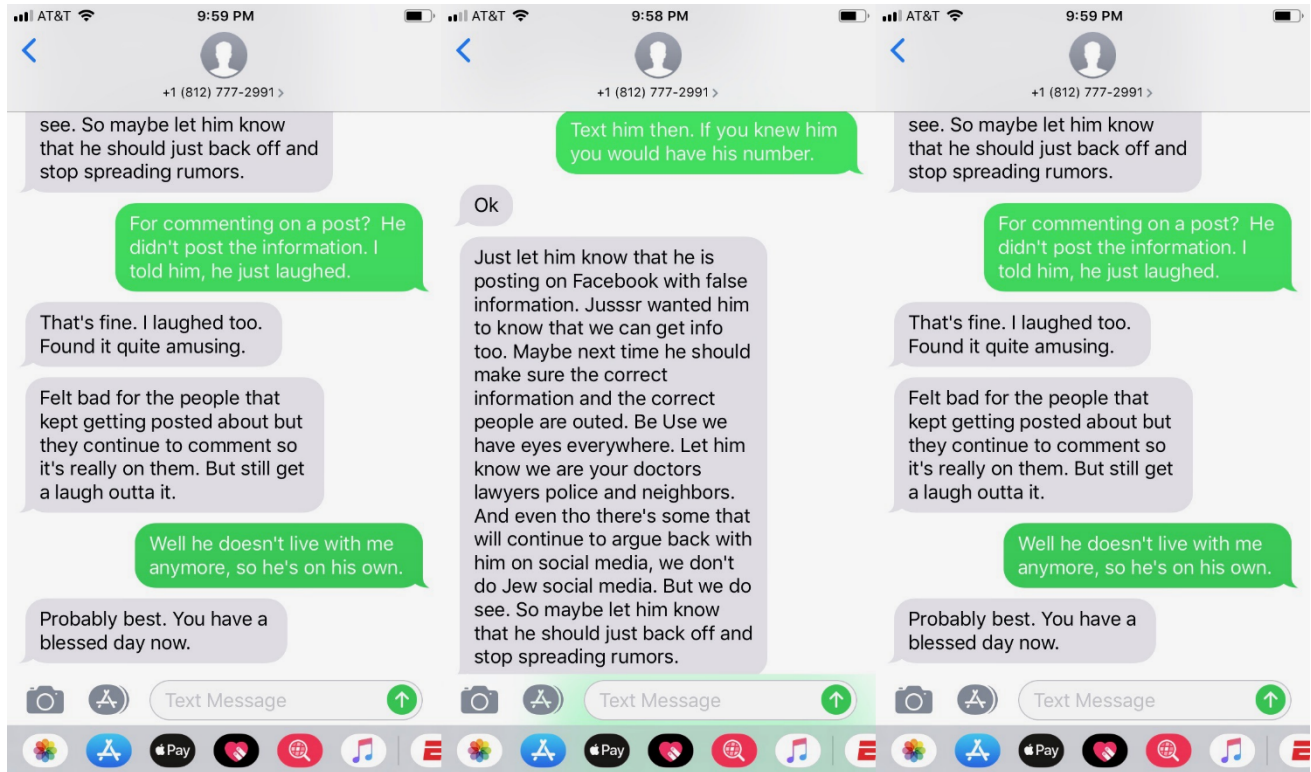 AT&T 9:59 PM
+1 (812) 777-2991 >
see. So maybe let him know
that he should just back off and
stop spreading rumors.
For commenting on a post?  He
didn't post the information. I
told him, he just laughed.
That's fine. I laughed too.
Found it quite amusing.
Felt bad for the people that
kept getting posted about but
they continue to comment so
it's really on them. But still get
a laugh outta it.
Well he doesn't live with me
anymore, so he's on his own.
Probably best. You have a
blessed day now.
Text Message
Pay
AT&T 9:58 PM
+1 (812) 777-2991 >
Text him then. If you knew him
you would have his number.
Ok
Just let him know that he is
posting on Facebook with false
information. Jusssr wanted him
to know that we can get info
too. Maybe next time he should
make sure the correct
information and the correct
people are outed. Be Use we
have eyes everywhere. Let him
know we are your doctors
lawyers police and neighbors.
And even tho there's some that
will continue to argue back with
him on social media, we don't
do Jew social media. But we do
see. So maybe let him know
that he should just back off and
stop spreading rumors.
Text Message
Pay
AT&T 9:59 PM
+1 (812) 777-2991 >
see. So maybe let him know
that he should just back off and
stop spreading rumors.
For commenting on a post?  He
didn't post the information. I
told him, he just laughed.
That's fine. I laughed too.
Found it quite amusing.
Felt bad for the people that
kept getting posted about but
they continue to comment so
it's really on them. But still get
a laugh outta it.
Well he doesn't live with me
anymore, so he's on his own.
Probably best. You have a
blessed day now.
Text Message
Pay